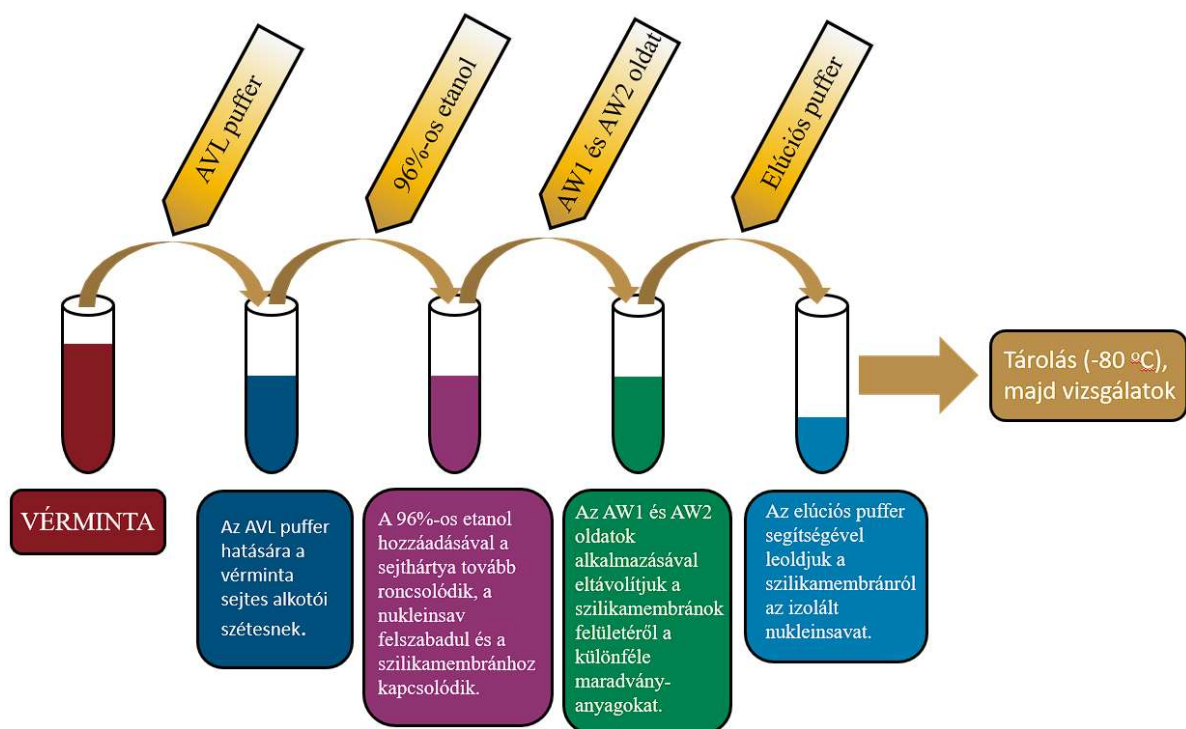 AVL puffer
96%-os etanol
AW1 és AW2 oldat
Elúciós puffer
Tárolás (-80 ºC),
majd vizsgálatok
VÉRMINTA
Az AVL puffer
hatására a
vérminta
sejtes alkotói
szétesnek.
A 96%-os etanol
hozzáadásával a
sejthártya tovább
roncsolódik, a
nukleinsav
felszabadul és a
szilikamembránhoz
kapcsolódik.
Az AW1 és AW2
oldatok
alkalmazásával
eltávolítjuk a
szilikamembránok
felületéről a
különféle
maradvány-
anyagokat.
Az elúciós puffer
segítségével
leoldjuk a
szilikamembránról
az izolált
nukleinsavat.